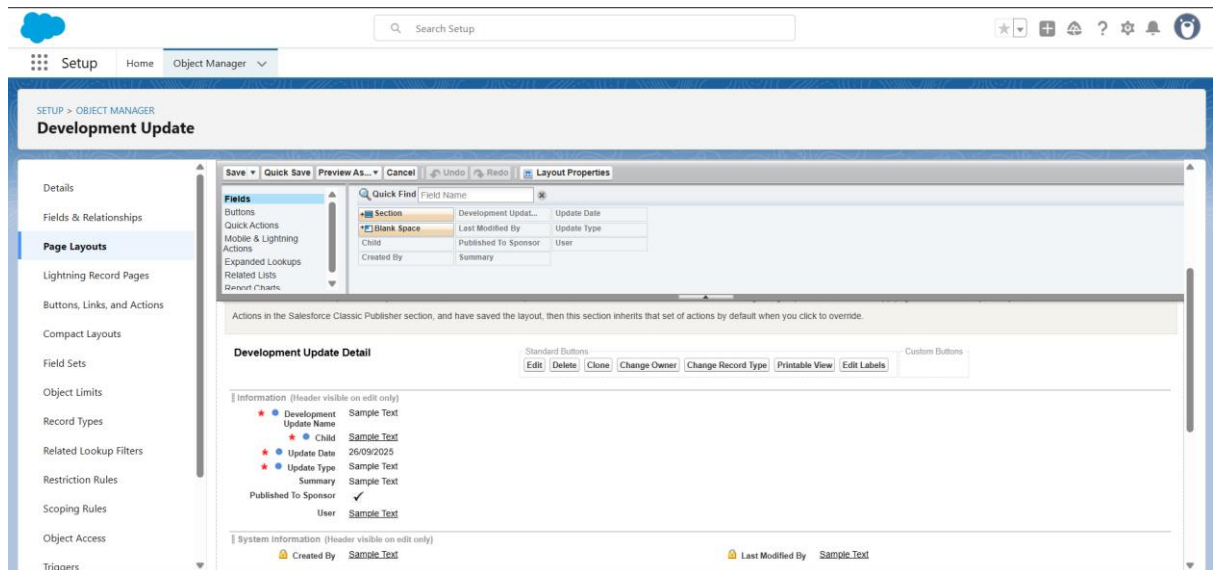 Search Setup
Setup Home Object Manager
SETUP > OBJECT MANAGER
Development Update
Details
Fields & Relationships
Page Layouts
Lightning Record Pages
Buttons, Links, and Actions
Compact Layouts
Field Sets
Object Limits
Record Types
Related Lookup Filters
Restriction Rules
Scoping Rules
Object Access
Triggers
Save Quick Save Preview As... Cancel Undo Redo Layout Properties
Fields
Buttons
Quick Actions
Mobile & Lightning
Actions
Expanded Lookups
Related Lists
Report Charts
Quick Find Field Name
Section Development Updat... Update Date
Blank Space Last Modified By Update Type
Child Published To Sponsor User
Created By Summary
Actions in the Salesforce Classic Publisher section, and have saved the layout, then this section inherits that set of actions by default when you click to override.
Development Update Detail
Standard Buttons
Edit Delete Clone Change Owner Change Record Type Printable View Edit Labels
Custom Buttons
Information (Header visible on edit only)
Development Update Name Sample Text
Child Sample Text
Update Date 26/09/2025
Update Type Sample Text
Summary Sample Text
Published To Sponsor ✓
User Sample Text
System Information (Header visible on edit only)
Created By Sample Text Last Modified By Sample Text